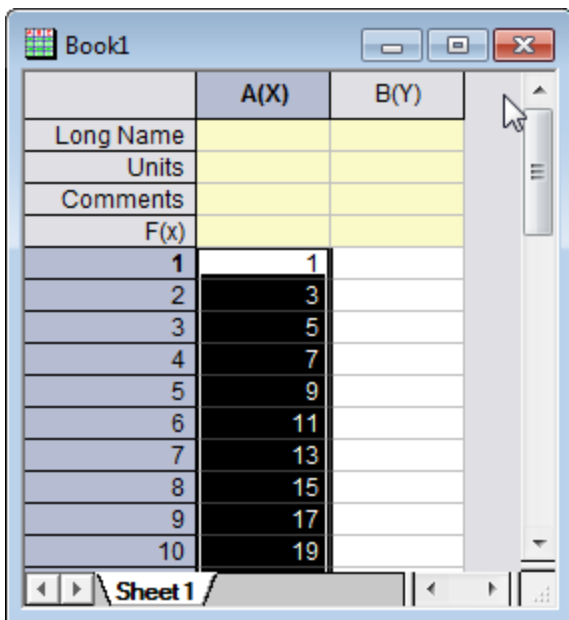 Book1
A(X) B(Y)
Long Name
Units
Comments
F(x)
1 1
2 3
3 5
4 7
5 9
6 11
7 13
8 15
9 17
10 19
Sheet1